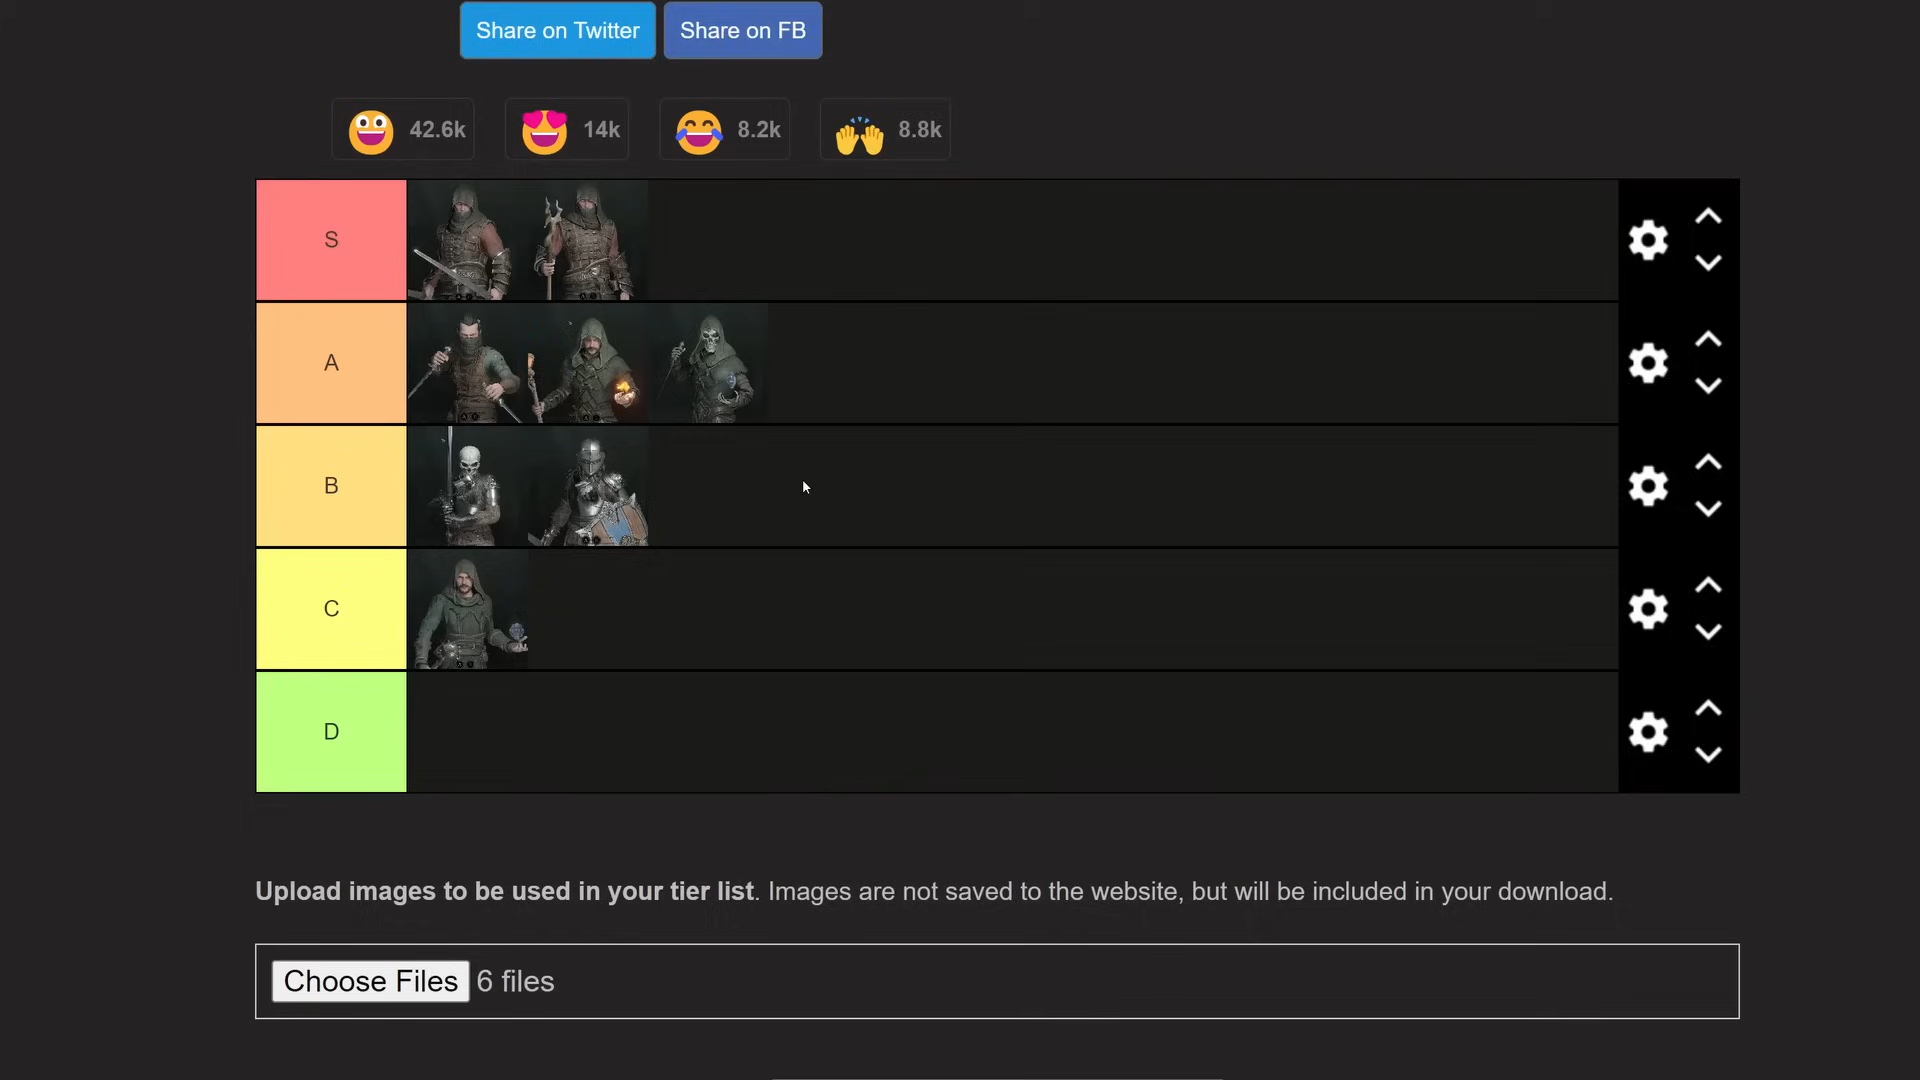 Share on Twitter Share on FB
42.6k 14k 8.2k 8.8k
S
A
B
C
D
Upload images to be used in your tier list. Images are not saved to the website, but will be included in your download.
Choose Files 6 files